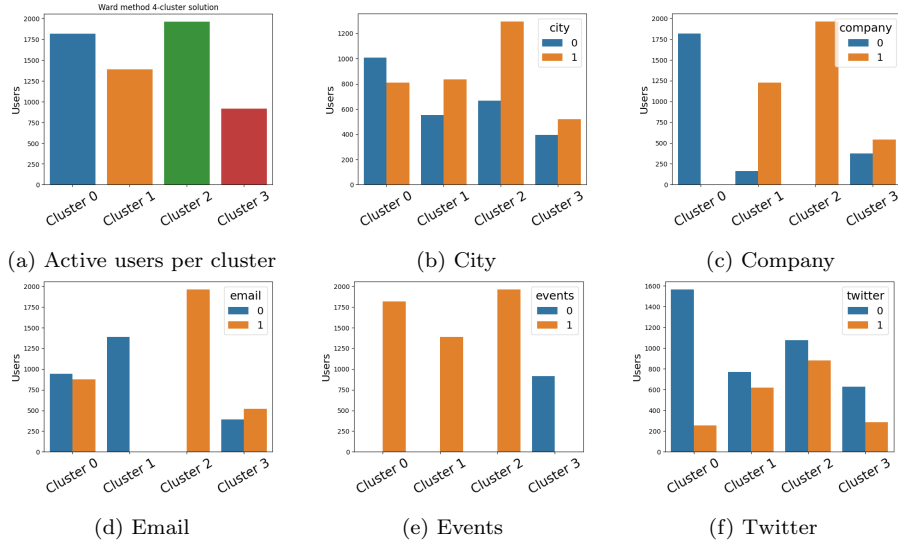 Ward method 4-cluster solution
Users
2000
1750
1500
1250
1000
750
500
250
0
Cluster 0
Cluster 1
Cluster 2
Cluster 3
(a) Active users per cluster
city
0
1
Users
1200
1000
800
600
400
200
0
Cluster 0
Cluster 1
Cluster 2
Cluster 3
(b) City
company
0
1
Users
2000
1750
1500
1250
1000
750
500
250
0
Cluster 0
Cluster 1
Cluster 2
Cluster 3
(c) Company
email
0
1
Users
2000
1750
1500
1250
1000
750
500
250
0
Cluster 0
Cluster 1
Cluster 2
Cluster 3
(d) Email
events
0
1
Users
2000
1750
1500
1250
1000
750
500
250
0
Cluster 0
Cluster 1
Cluster 2
Cluster 3
(e) Events
twitter
0
1
Users
1600
1400
1200
1000
800
600
400
200
0
Cluster 0
Cluster 1
Cluster 2
Cluster 3
(f) Twitter